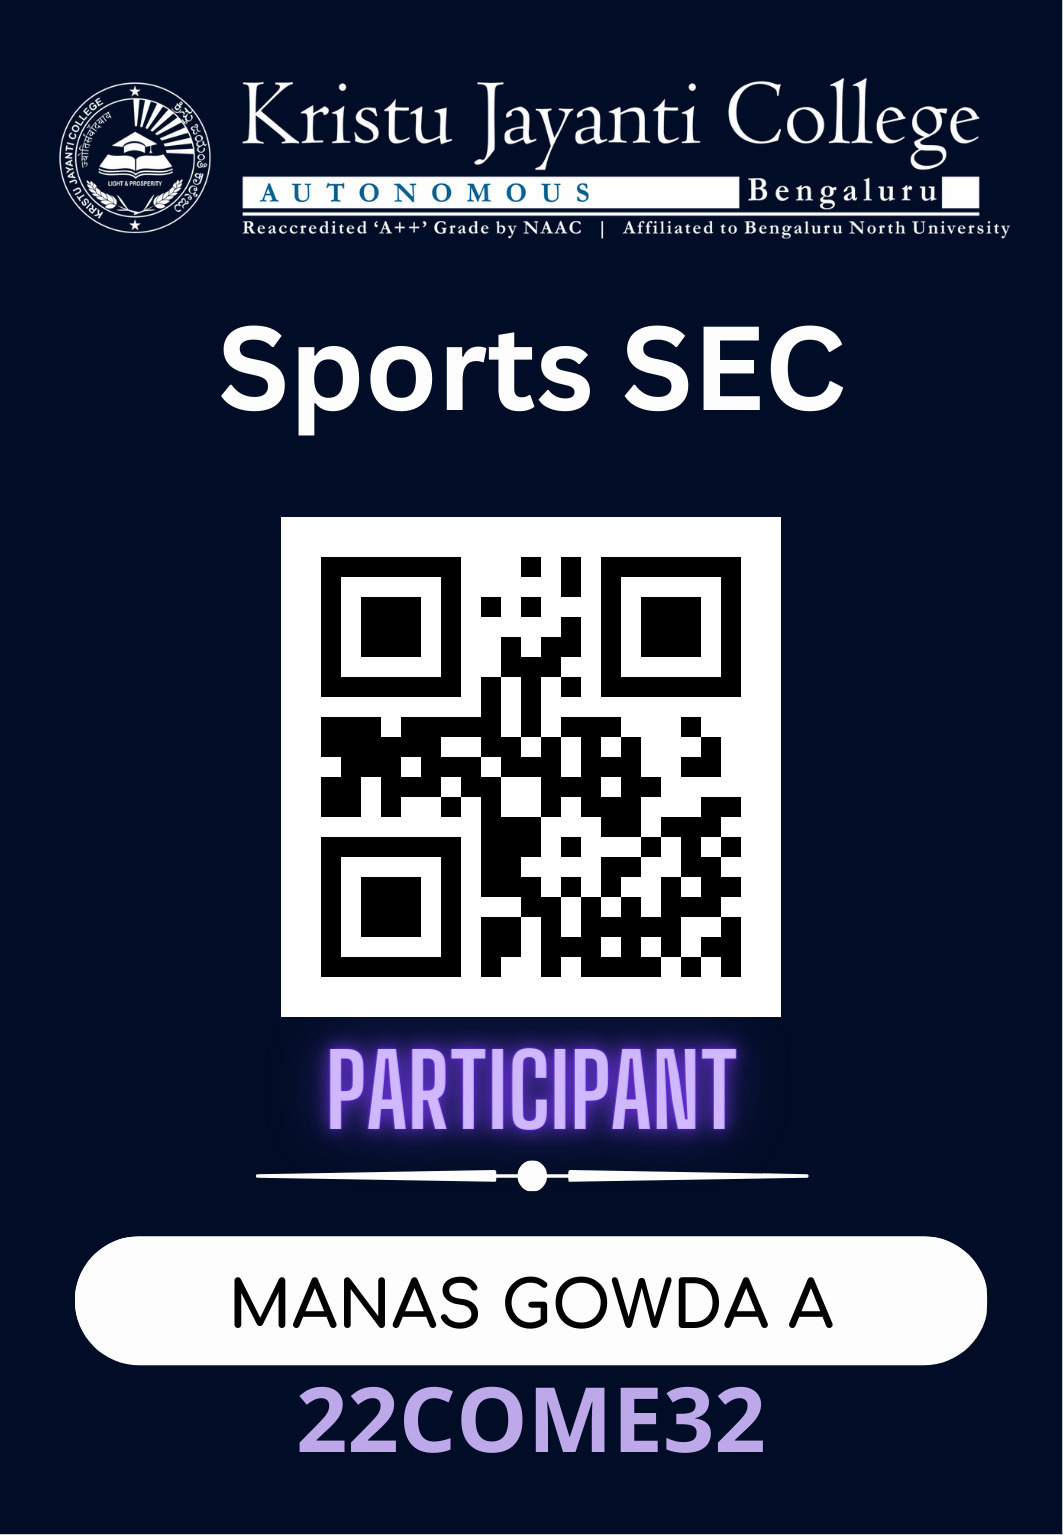 Kristu Jayanti College
AUTONOMOUS Bengaluru
Reaccredited ‘A++’ Grade by NAAC | Affiliated to Bengaluru North University
KRISTU JAYANTI COLLEGE
ಕ್ರಿಸ್ತು ಜಯಂತಿ ಕಾಲೇಜು
LIGHT & PROSPERITY
Sports SEC
PARTICIPANT
MANAS GOWDA A
22COME32